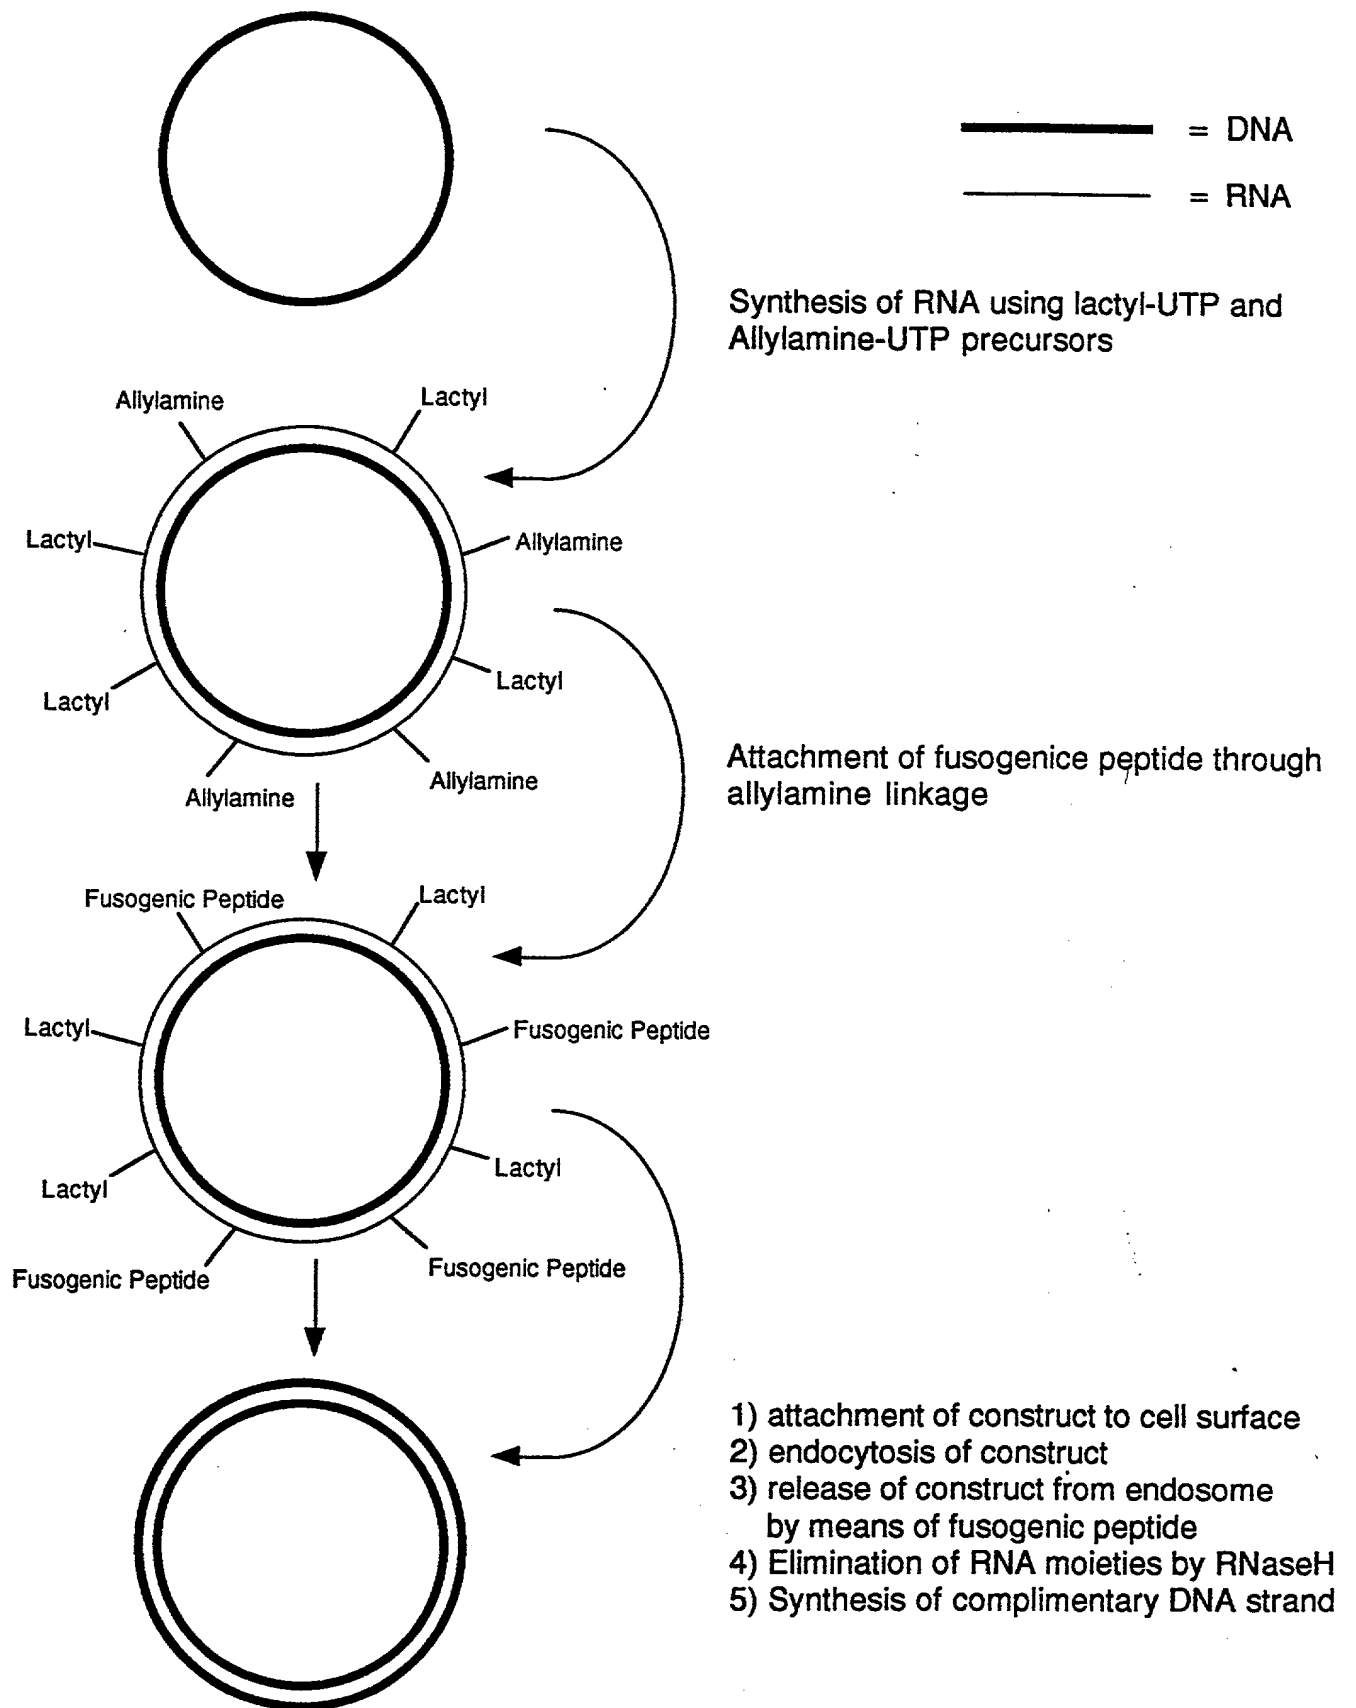 = DNA
= RNA
Synthesis of RNA using lactyl-UTP and
Allylamine-UTP precursors
Allylamine
Lactyl
Lactyl
Allylamine
Lactyl
Lactyl
Allylamine
Allylamine
Attachment of fusogenice peptide through
allylamine linkage
Fusogenic Peptide
Lactyl
Lactyl
Fusogenic Peptide
Lactyl
Lactyl
Fusogenic Peptide
Fusogenic Peptide
1) attachment of construct to cell surface
2) endocytosis of construct
3) release of construct from endosome
by means of fusogenic peptide
4) Elimination of RNA moieties by RNaseH
5) Synthesis of complimentary DNA strand